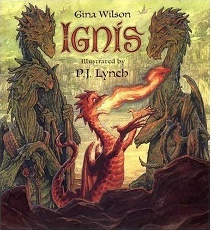 Gina Wilson
IGNIS
Illustrated by
P.J. Lynch